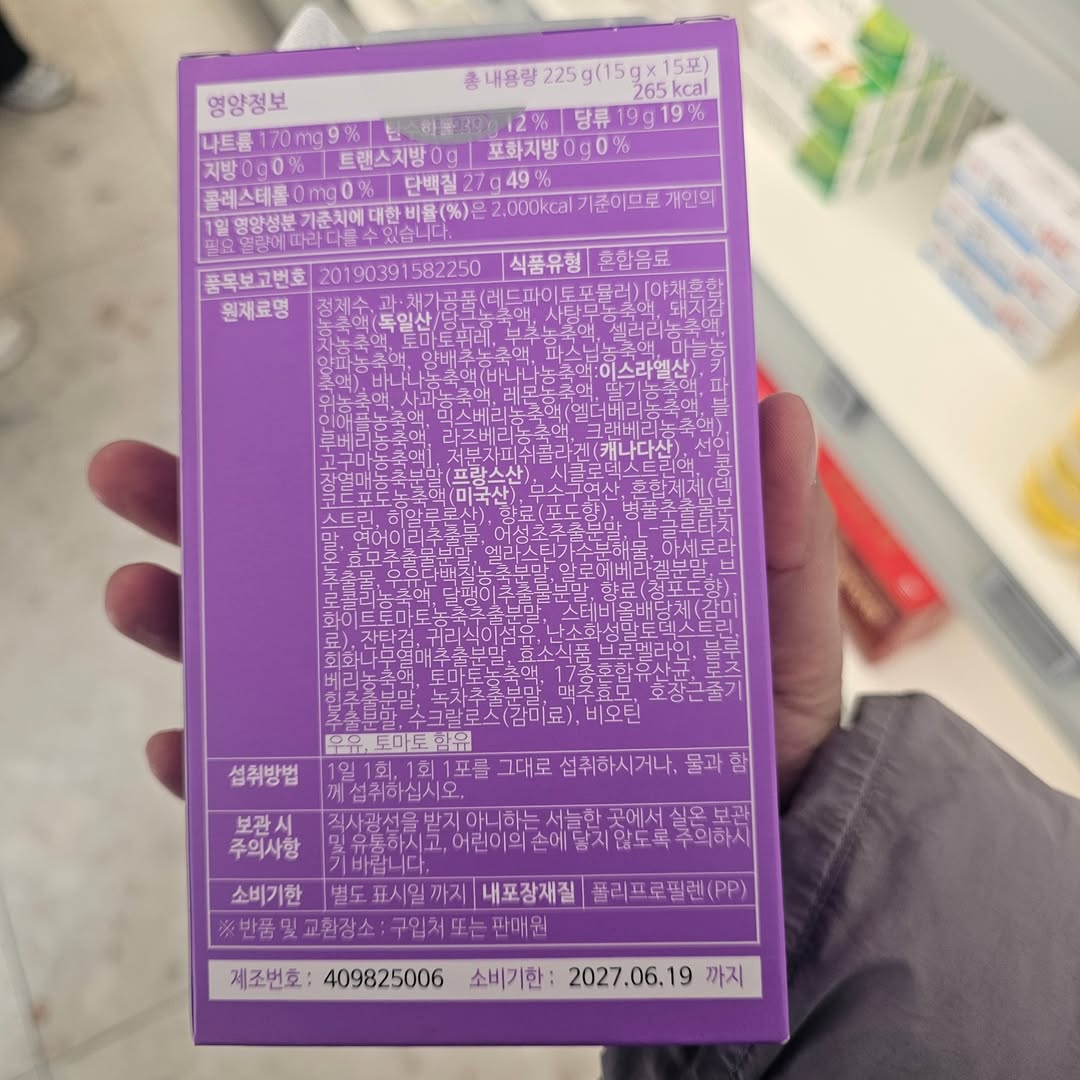 영양정보
총 내용량 225 g(15 g x 15포)
265 kcal
나트륨 170 mg 9 % 탄수화물 g 12 % 당류 19 g 19 %
지방 0 g 0 % 트랜스지방 0 g 포화지방 0 g 0 %
콜레스테롤 0 mg 0 % 단백질 27 g 49 %
1일 영양성분 기준치에 대한 비율(%)은 2,000kcal 기준이므로 개인의
필요 열량에 따라 다를 수 있습니다.
품목보고번호 20190391582250 식품유형 혼합음료
원재료명
정제수, 과·채가공품(레드파이토포뮬러) [야채혼합
농축액(독일산/당근농축액, 사탕무농축액, 돼지감
자농축액, 토마토퓌레, 부추농축액, 셀러리농축액,
양파농축액, 양배추농축액, 파스닙농축액, 마늘농
축액), 바나나농축액(바나나농축액:이스라엘산), 키
위농축액, 사과농축액, 레몬농축액, 딸기농축액, 파
인애플농축액, 믹스베리농축액(엘더베리농축액, 블
루베리농축액, 라즈베리농축액, 크랜베리농축액),
고구마농축액], 저분자피쉬콜라겐(캐나다산), 선인
장열매농축분말(프랑스산), 시클로덱스트린액, 콩
코드포도농축액(미국산), 무수구연산, 혼합제제(덱
스트린, 히알루론산), 향료(포도향), 병풀추출물분
말, 연어이리추출물, 어성초추출분말, L-글루타치
온 효모추출물분말, 엘라스틴가수분해물, 아세로라
추출물, 우유단백질농축분말, 알로에베라겔분말, 브
로콜리농축액, 달팽이추출물분말, 향료(청포도향),
화이트토마토농축추출분말, 스테비올배당체(감미
료), 잔탄검, 귀리식이섬유, 난소화성말토덱스트린,
회화나무열매추출분말, 효소식품 브로멜라인, 블루
베리농축액, 토마토농축액, 17종혼합유산균, 로즈
힙추출분말, 녹차추출분말, 맥주효모, 호장근줄기
추출분말, 수크랄로스(감미료), 비오틴
우유, 토마토 함유
섭취방법
1일 1회, 1회 1포를 그대로 섭취하시거나, 물과 함
께 섭취하십시오.
보관 시
주의사항
직사광선을 받지 아니하는 서늘한 곳에서 실온 보관
및 유통하시고, 어린이의 손에 닿지 않도록 주의하시
기 바랍니다.
소비기한 별도 표시일 까지 내포장재질 폴리프로필렌(PP)
※ 반품 및 교환장소 : 구입처 또는 판매원
제조번호 : 409825006 소비기한 : 2027.06.19 까지